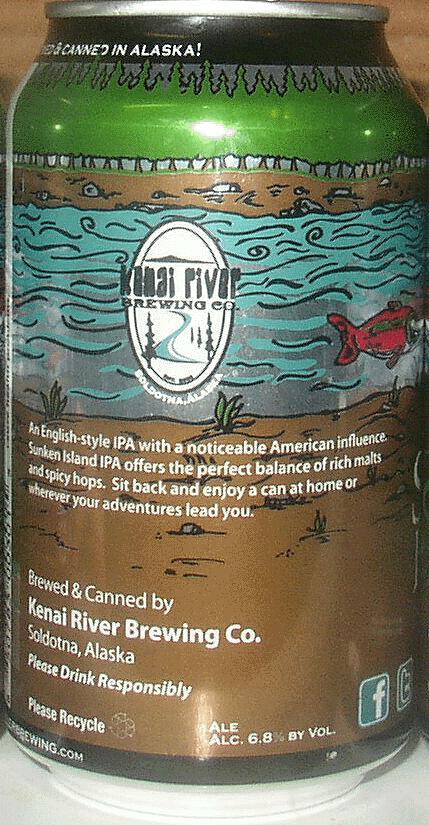 & CANNED IN ALASKA!
Kenai river
BREWING CO.
SOLDOTNA, ALASKA
An English-style IPA with a noticeable American influence.
Sunken Island IPA offers the perfect balance of rich malts
and spicy hops. Sit back and enjoy a can at home or
wherever your adventures lead you.
Brewed & Canned by
Kenai River Brewing Co.
Soldotna, Alaska
Please Drink Responsibly
Please Recycle
ALE
ALC. 6.8% BY VOL.
f
ERBREWING.COM